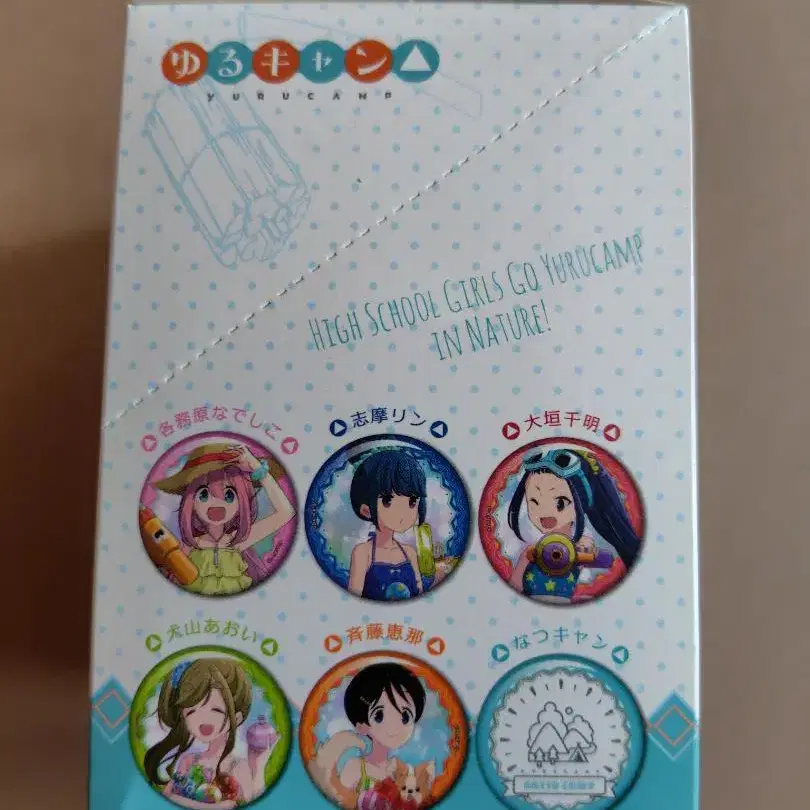 ゆるキャン△
YURUCAMP
HIGH SCHOOL GIRLS GO YURUCAMP
IN NATURE!
各務原なでしこ
志摩リン
大垣千明
犬山あおい
斉藤恵那
なつキャン
YURUCAMP